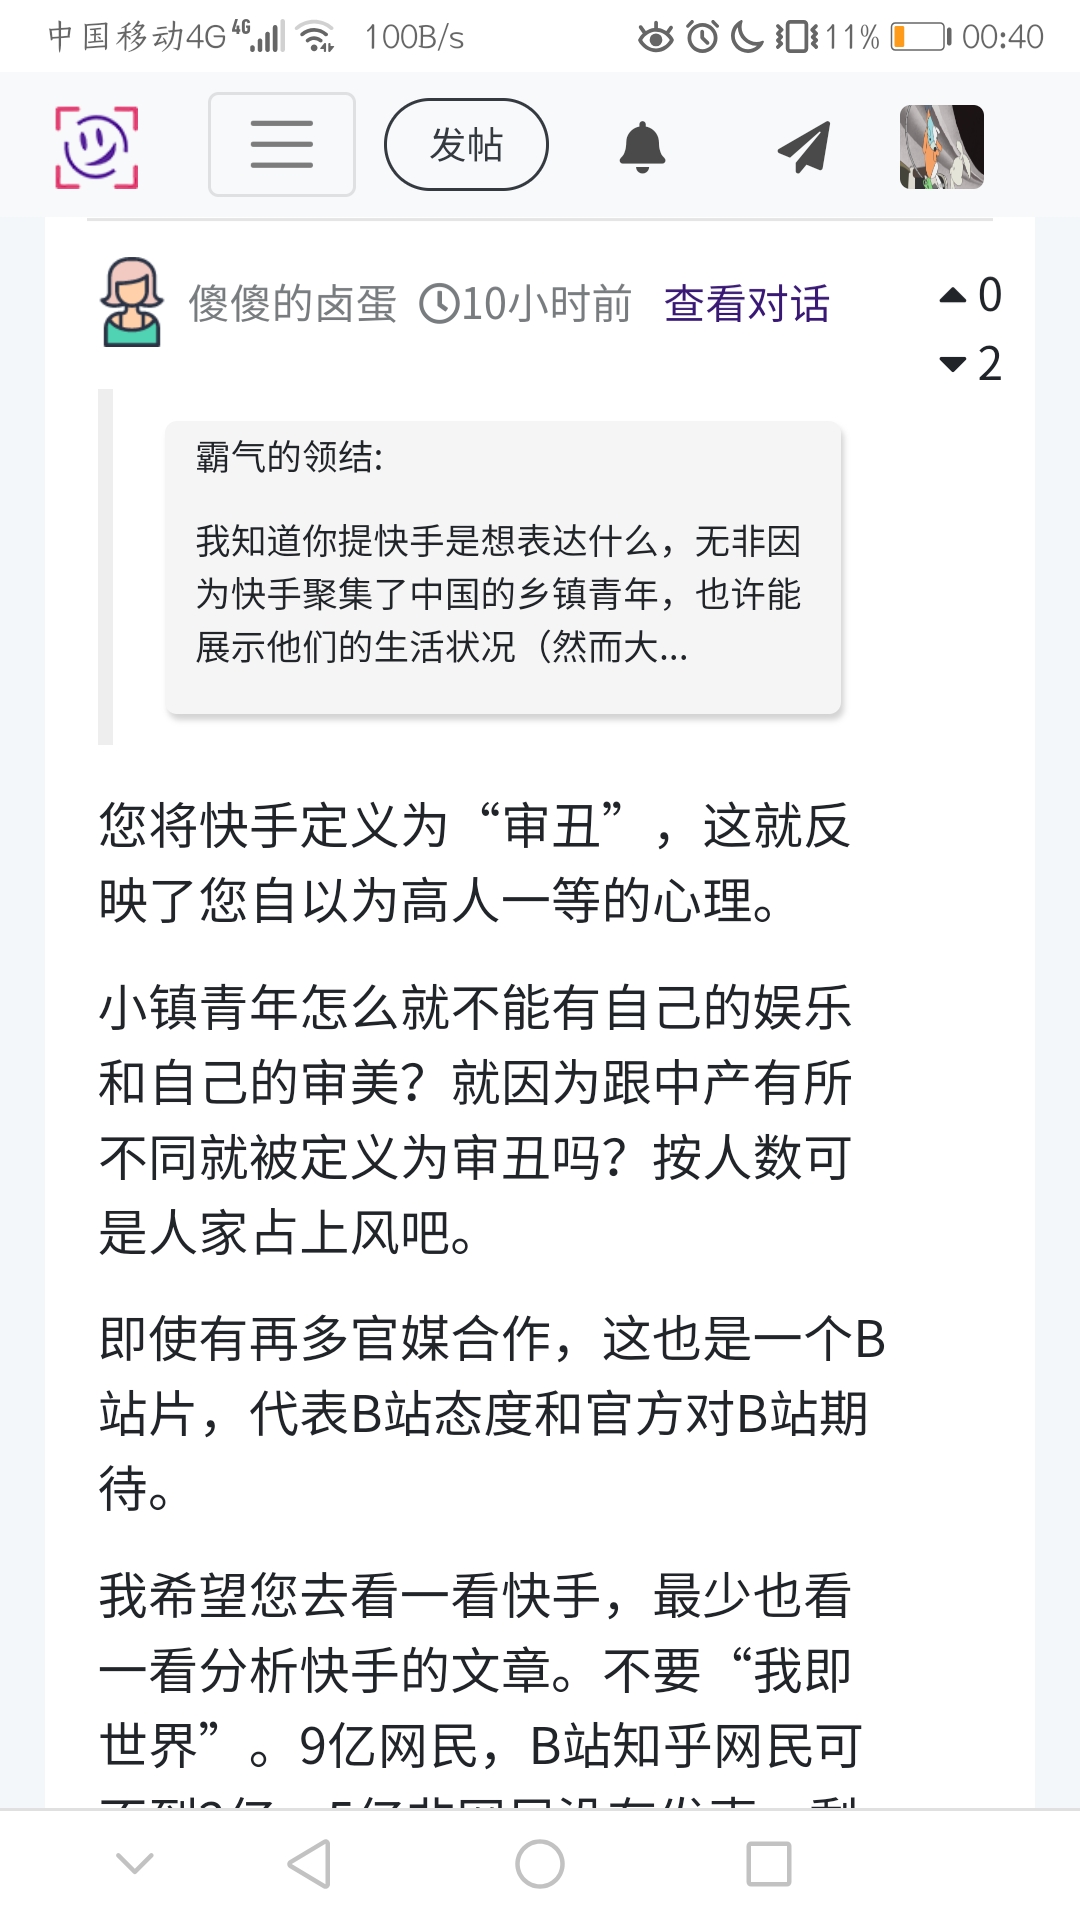 中国移动4G 4G 100B/s 11% 00:40
发帖
傻傻的卤蛋 10小时前 查看对话
0
2
霸气的领结:
我知道你提快手是想表达什么，无非因
为快手聚集了中国的乡镇青年，也许能
展示他们的生活状况（然而大...
您将快手定义为“审丑”，这就反
映了您自以为高人一等的心理。
小镇青年怎么就不能有自己的娱乐
和自己的审美？就因为跟中产有所
不同就被定义为审丑吗？按人数可
是人家占上风吧。
即使有再多官媒合作，这也是一个B
站片，代表B站态度和官方对B站期
待。
我希望您去看一看快手，最少也看
一看分析快手的文章。不要“我即
世界”。9亿网民，B站知乎网民可